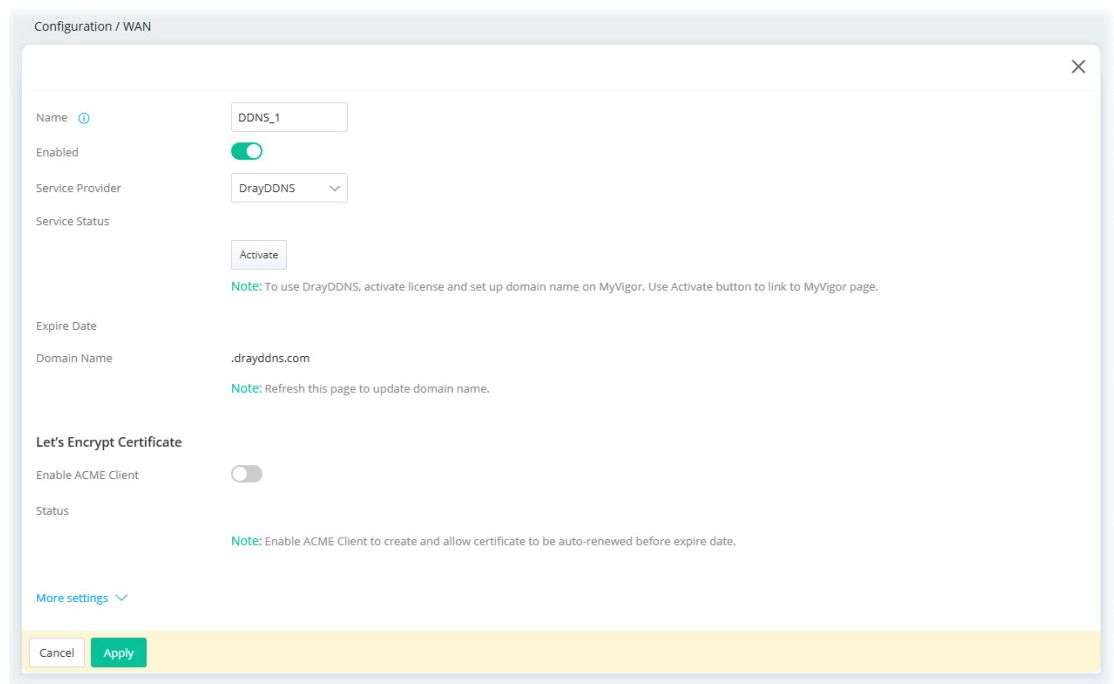 Configuration / WAN
Name
DDNS_1
Enabled
Service Provider
DrayDDNS
Service Status
Activate
Note: To use DrayDDNS, activate license and set up domain name on MyVigor. Use Activate button to link to MyVigor page.
Expire Date
Domain Name
.drayddns.com
Note: Refresh this page to update domain name.
Let's Encrypt Certificate
Enable ACME Client
Status
Note: Enable ACME Client to create and allow certificate to be auto-renewed before expire date.
More settings
Cancel
Apply